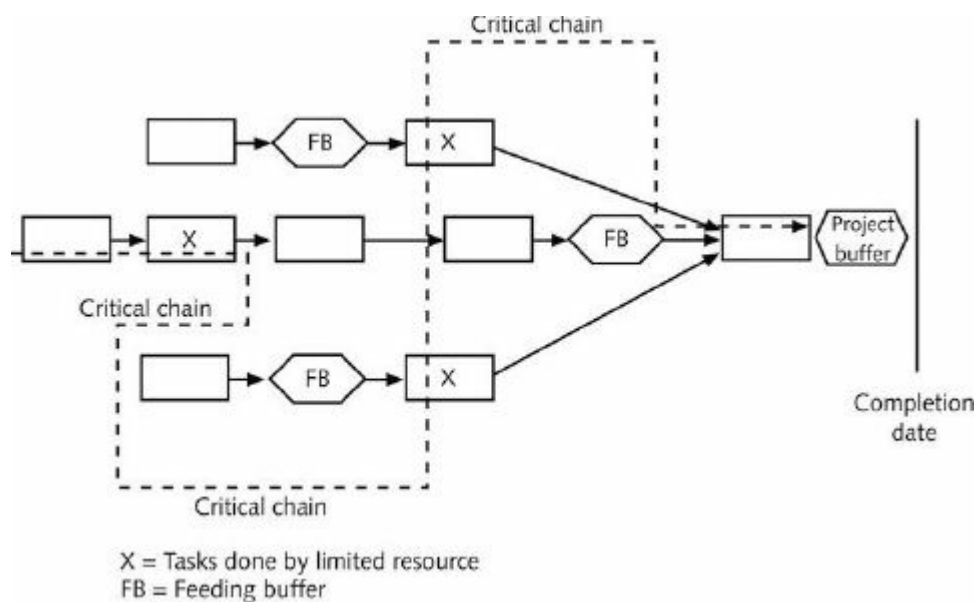 Critical chain
FB
X
X
FB
Project
buffer
Critical chain
FB
X
Completion
date
Critical chain
X = Tasks done by limited resource
FB = Feeding buffer